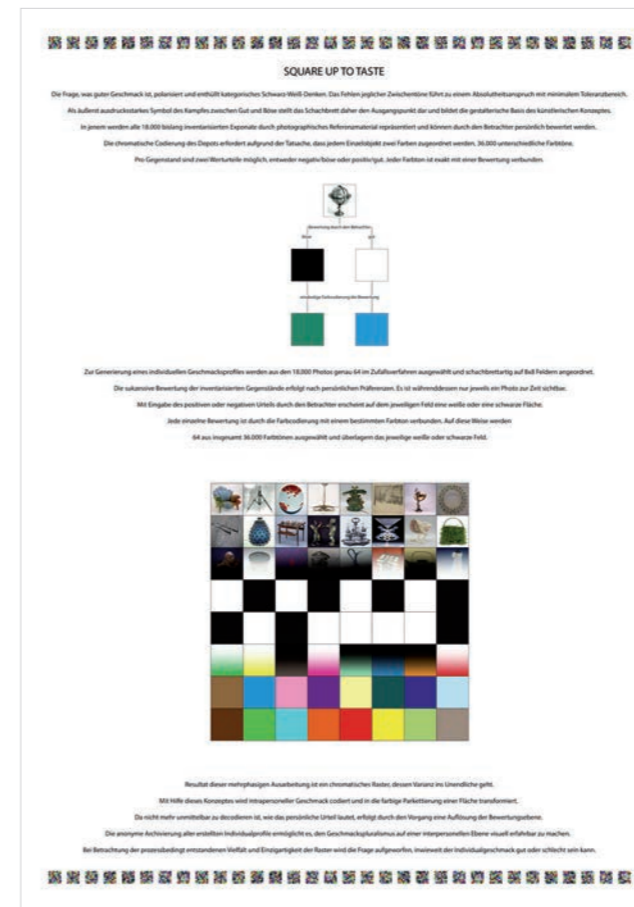 SQUARE UP TO TASTE
Die Frage, was guter Geschmack ist, polarisiert und enthüllt kategorisches Schwarz-Weiß-Denken. Das Fehlen jeglicher Zwischentöne führt zu einem Absolutheitsanspruch mit minimalem Toleranzbereich.
Als äußerst ausdrucksstarkes Symbol des Kampfes zwischen Gut und Böse stellt das Schachbrett daher den Ausgangspunkt dar und bildet die gestalterische Basis des künstlerischen Konzeptes.
In jenem werden alle 18.000 bislang inventarisierten Exponate durch photographisches Referenzmaterial repräsentiert und können durch den Betrachter persönlich bewertet werden.
Die chromatische Codierung des Depots erfordert aufgrund der Tatsache, dass jedem Einzelobjekt zwei Farben zugeordnet werden, 36.000 unterschiedliche Farbtöne.
Pro Gegenstand sind zwei Werturteile möglich, entweder negativ/böse oder positiv/gut. Jeder Farbton ist exakt mit einer Bewertung verbunden.
Bewertung durch den Betrachter
Böse gut
eindeutige Farbcodierung der Bewertung
Zur Generierung eines individuellen Geschmacksprofiles werden aus den 18.000 Photos genau 64 im Zufallsverfahren ausgewählt und schachbrettartig auf 8x8 Feldern angeordnet.
Die sukzessive Bewertung der inventarisierten Gegenstände erfolgt nach persönlichen Präferenzen. Es ist währenddessen nur jeweils ein Photo zur Zeit sichtbar.
Mit Eingabe des positiven oder negativen Urteils durch den Betrachter erscheint auf dem jeweiligen Feld eine weiße oder eine schwarze Fläche.
Jede einzelne Bewertung ist durch die Farbcodierung mit einem bestimmten Farbton verbunden. Auf diese Weise werden
64 aus insgesamt 36.000 Farbtönen ausgewählt und überlagern das jeweilige weiße oder schwarze Feld.
Resultat dieser mehrphasigen Ausarbeitung ist ein chromatisches Raster, dessen Varianz ins Unendliche geht.
Mit Hilfe dieses Konzeptes wird intrapersoneller Geschmack codiert und in die farbige Parkettierung einer Fläche transformiert.
Da nicht mehr unmittelbar zu decodieren ist, wie das persönliche Urteil lautet, erfolgt durch den Vorgang eine Auflösung der Bewertungsebene.
Die anonyme Archivierung aller erstellten Individualprofile ermöglicht es, den Geschmackspluralismus auf einer interpersonellen Ebene visuell erfahrbar zu machen.
Bei Betrachtung der prozessbedingt entstandenen Vielfalt und Einzigartigkeit der Raster wird die Frage aufgeworfen, inwieweit der Individualgeschmack gut oder schlecht sein kann.